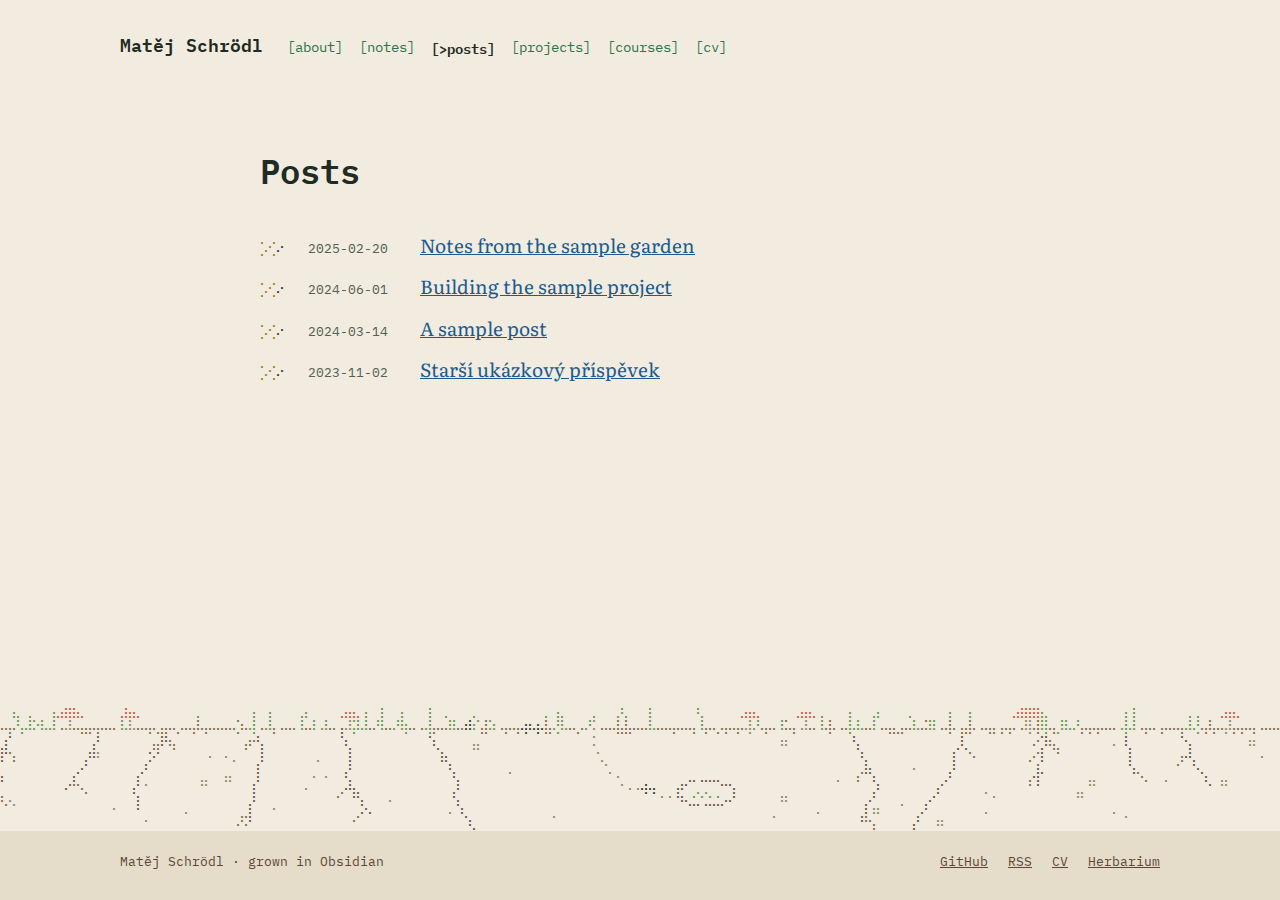 Matěj Schrödl [about] [notes] [>posts] [projects] [courses] [cv]
Posts
2025-02-20 Notes from the sample garden
2024-06-01 Building the sample project
2024-03-14 A sample post
2023-11-02 Starší ukázkový příspěvek
Matěj Schrödl · grown in Obsidian GitHub RSS CV Herbarium